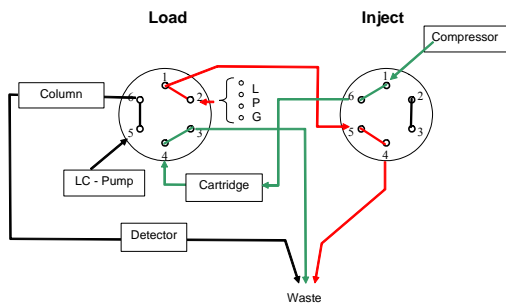 Load
Inject
Compressor
Column
1
2
3
4
5
6
L
P
G
1
2
3
4
5
6
LC - Pump
Cartridge
Detector
Waste